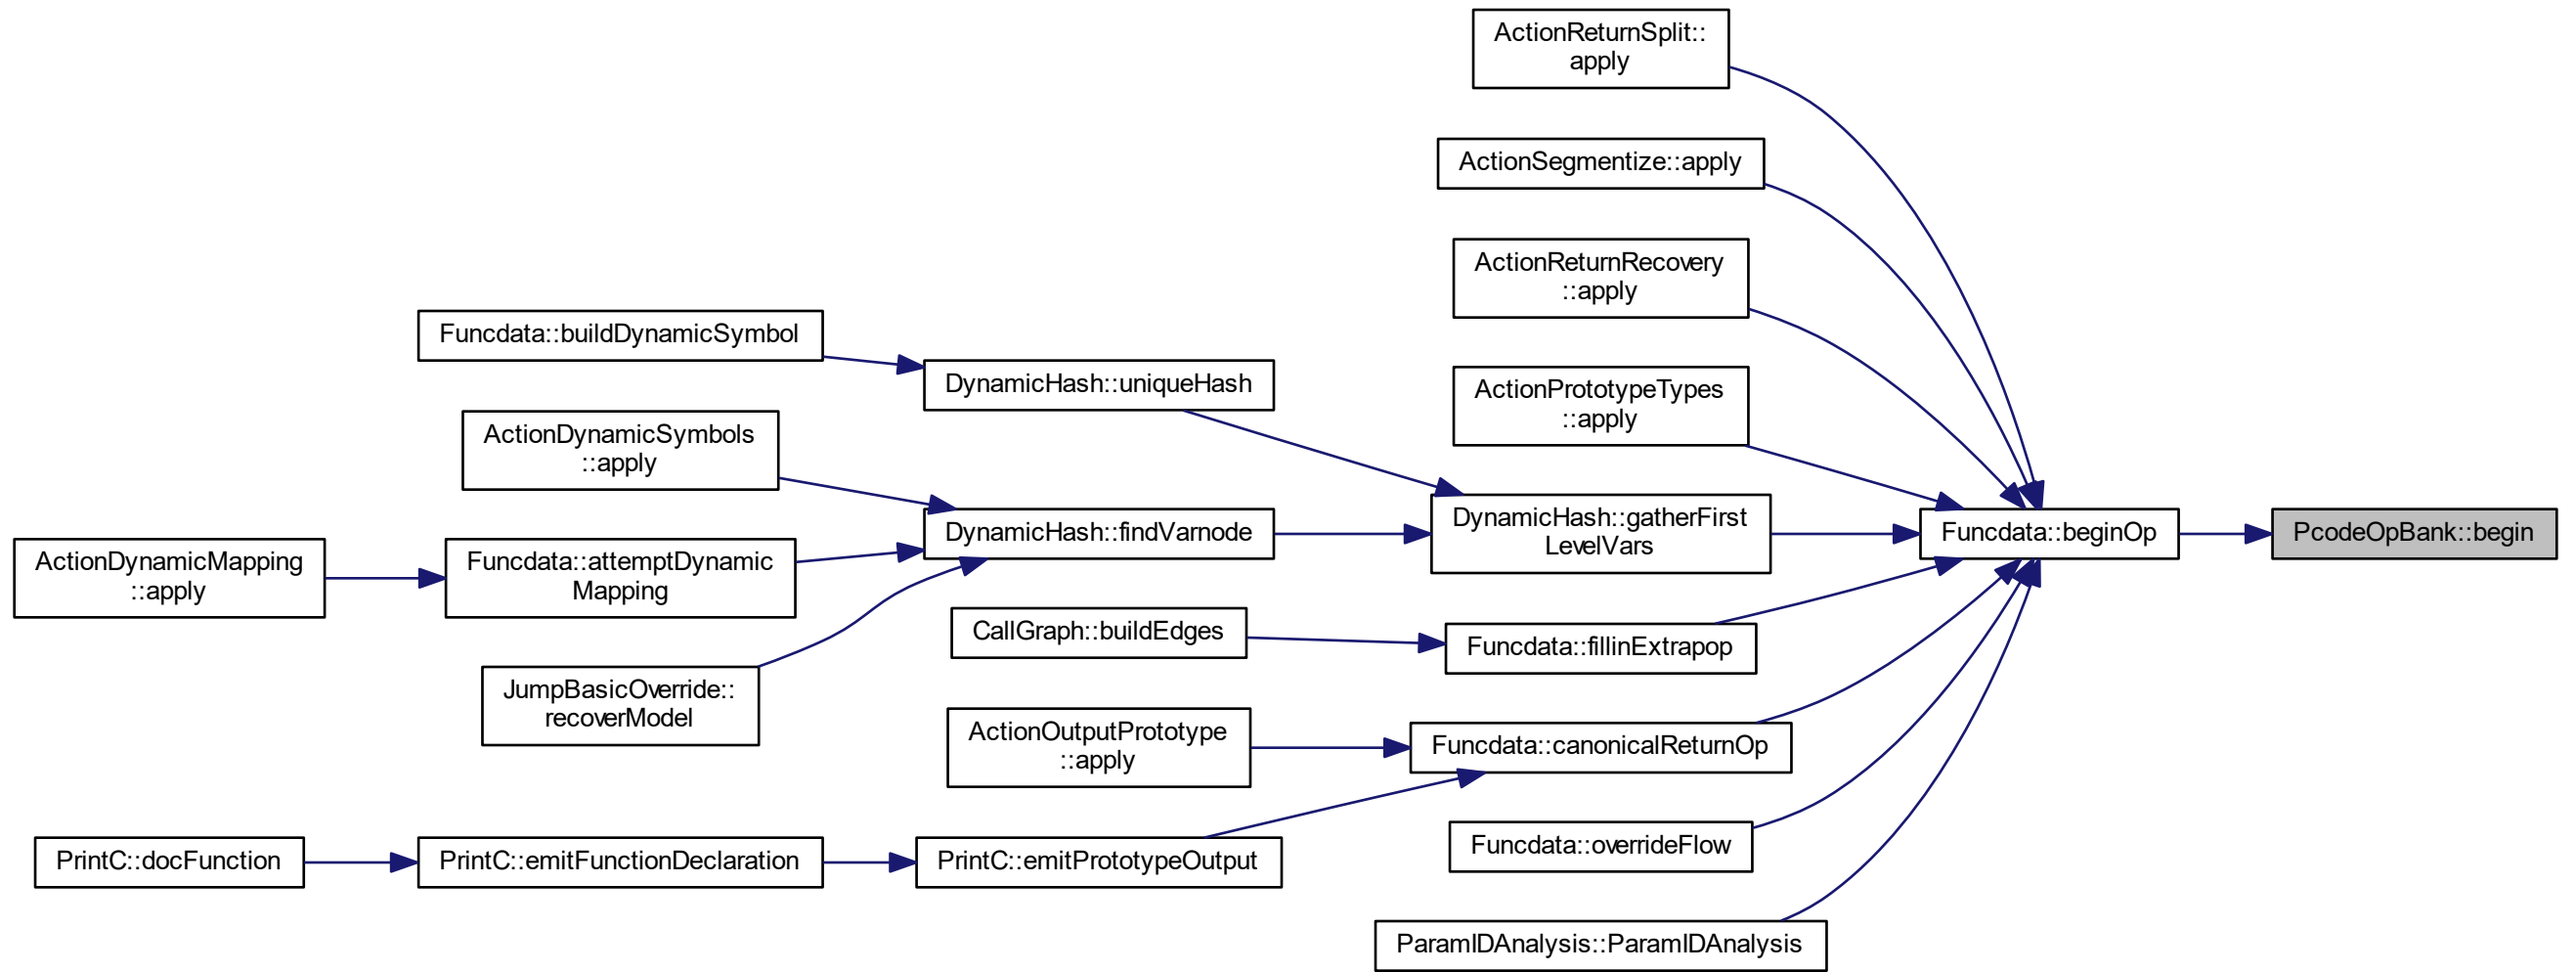 ActionReturnSplit::
apply
ActionSegmentize::apply
ActionReturnRecovery
::apply
Funcdata::buildDynamicSymbol
DynamicHash::uniqueHash
ActionPrototypeTypes
::apply
ActionDynamicSymbols
::apply
ActionDynamicMapping
::apply
Funcdata::attemptDynamic
Mapping
DynamicHash::findVarnode
DynamicHash::gatherFirst
LevelVars
Funcdata::beginOp
PcodeOpBank::begin
CallGraph::buildEdges
Funcdata::fillinExtrapop
JumpBasicOverride::
recoverModel
ActionOutputPrototype
::apply
Funcdata::canonicalReturnOp
PrintC::docFunction
PrintC::emitFunctionDeclaration
PrintC::emitPrototypeOutput
Funcdata::overrideFlow
ParamIDAnalysis::ParamIDAnalysis